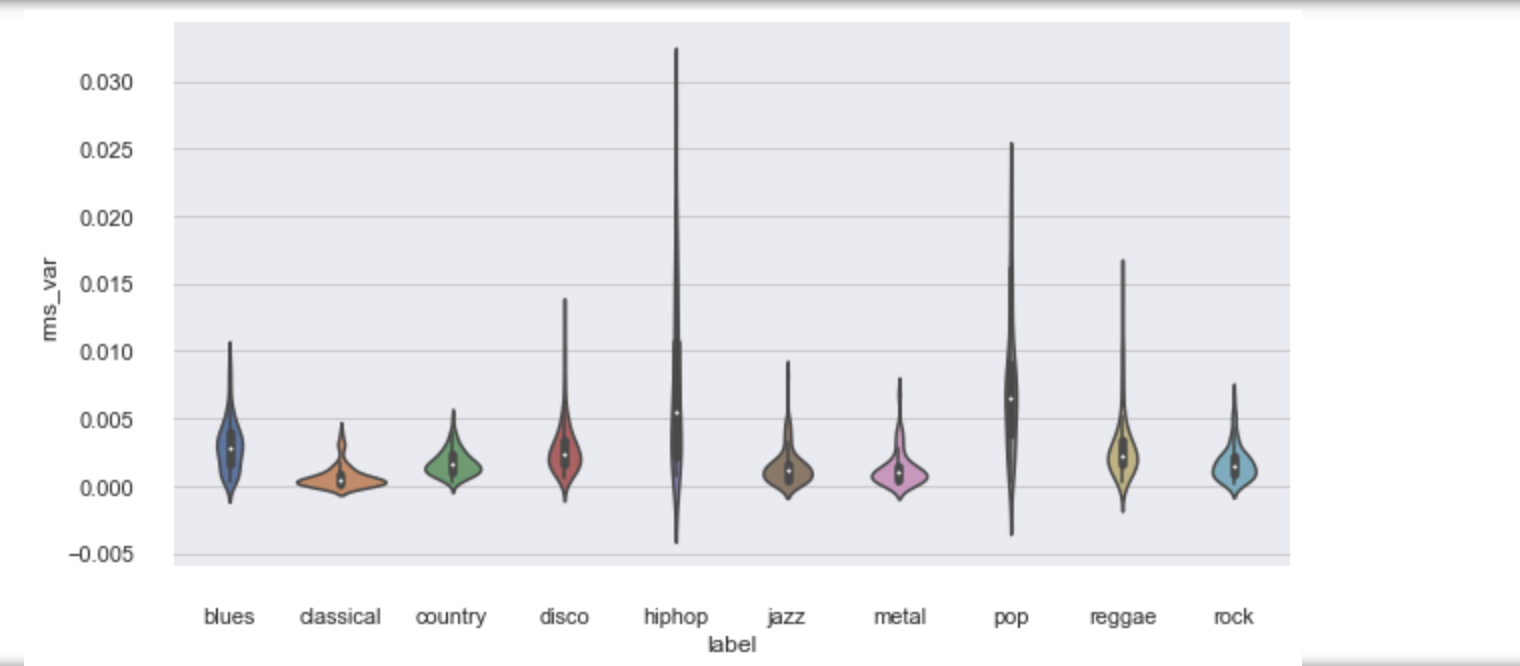 0.030
0.025
0.020
0.015
0.010
0.005
0.000
−0.005
rms_var
blues classical country disco hiphop jazz metal pop reggae rock
label